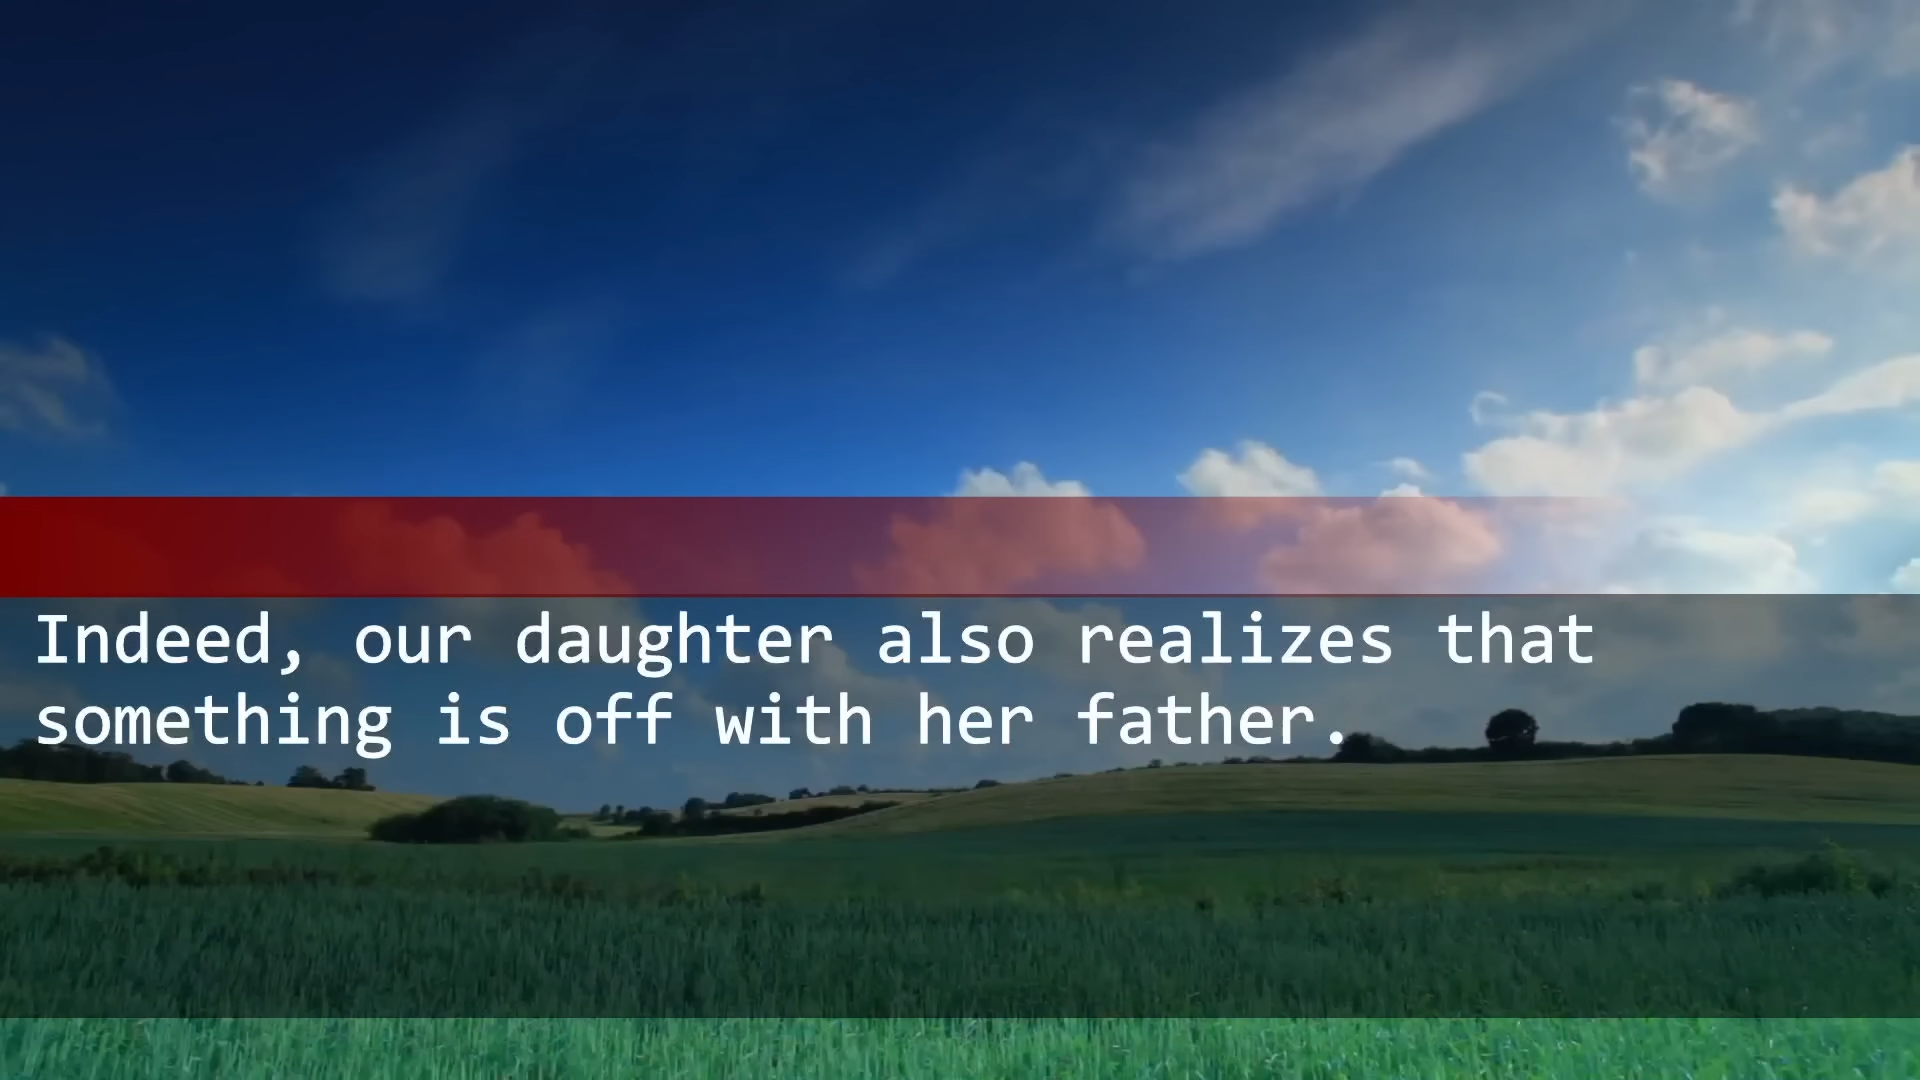 Indeed, our daughter also realizes that
something is off with her father.